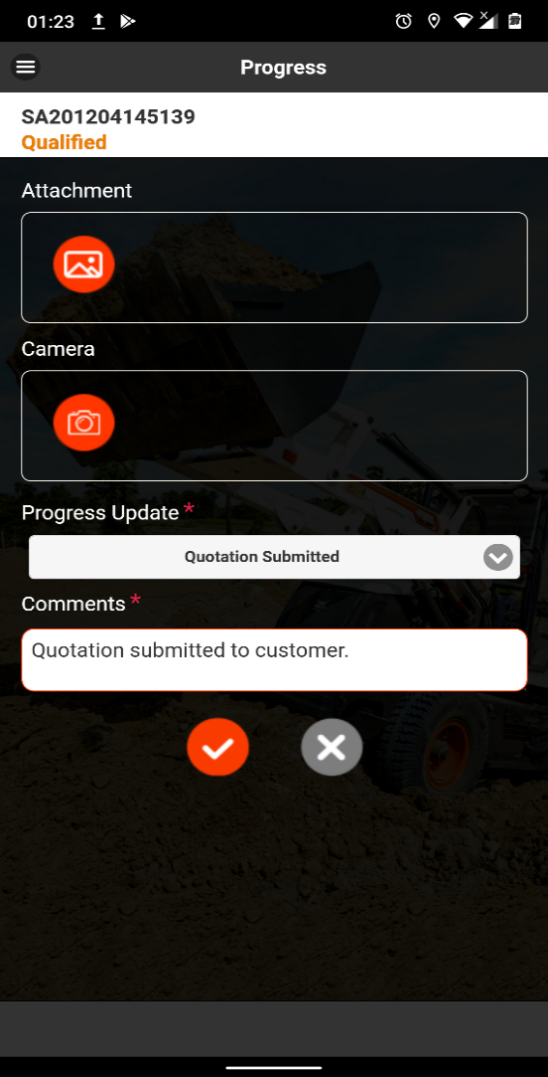 01:23
Progress
SA201204145139
Qualified
Attachment
Camera
Progress Update *
Quotation Submitted
Comments *
Quotation submitted to customer.